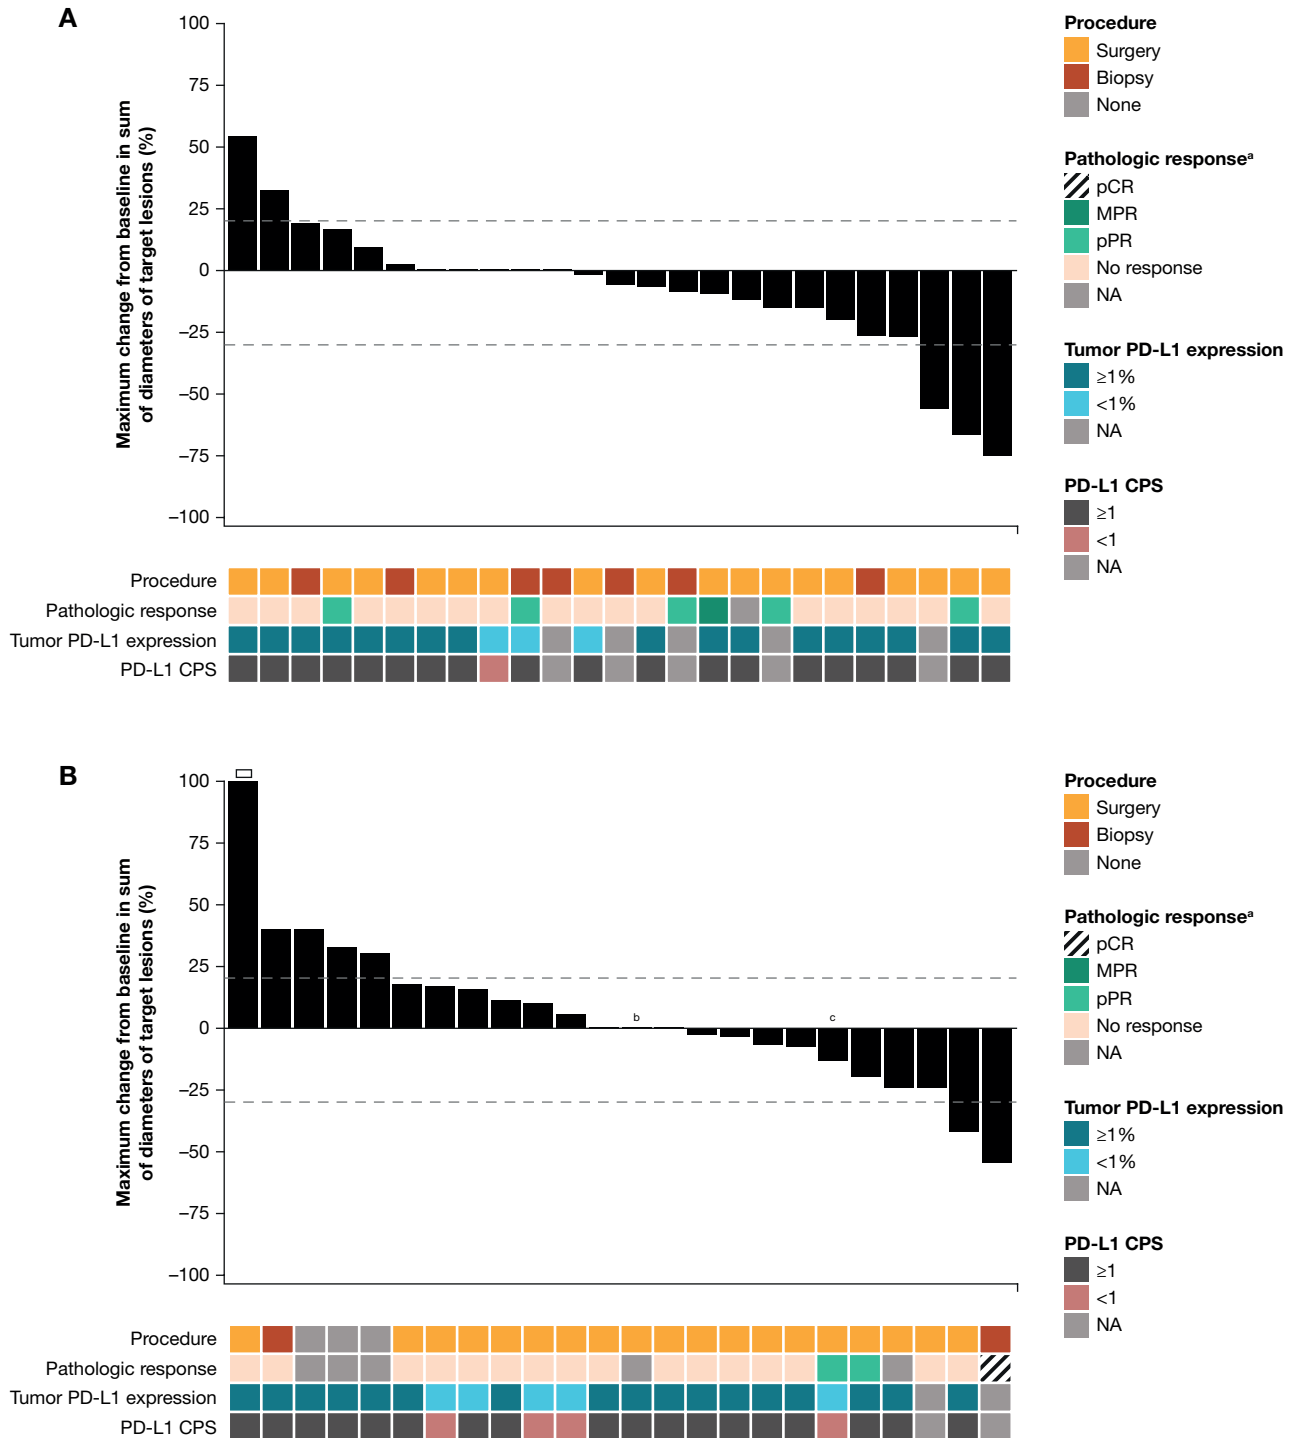 A
Maximum change from baseline in sum
of diameters of target lesions (%)
100
75
50
25
0
−25
−50
−75
−100
Procedure
Surgery
Biopsy
None
Pathologic responseᵃ
pCR
MPR
pPR
No response
NA
Tumor PD-L1 expression
≥1%
<1%
NA
PD-L1 CPS
≥1
<1
NA
Procedure
Pathologic response
Tumor PD-L1 expression
PD-L1 CPS
B
Maximum change from baseline in sum
of diameters of target lesions (%)
100
75
50
25
0
−25
−50
−75
−100
b
c
Procedure
Surgery
Biopsy
None
Pathologic responseᵃ
pCR
MPR
pPR
No response
NA
Tumor PD-L1 expression
≥1%
<1%
NA
PD-L1 CPS
≥1
<1
NA
Procedure
Pathologic response
Tumor PD-L1 expression
PD-L1 CPS